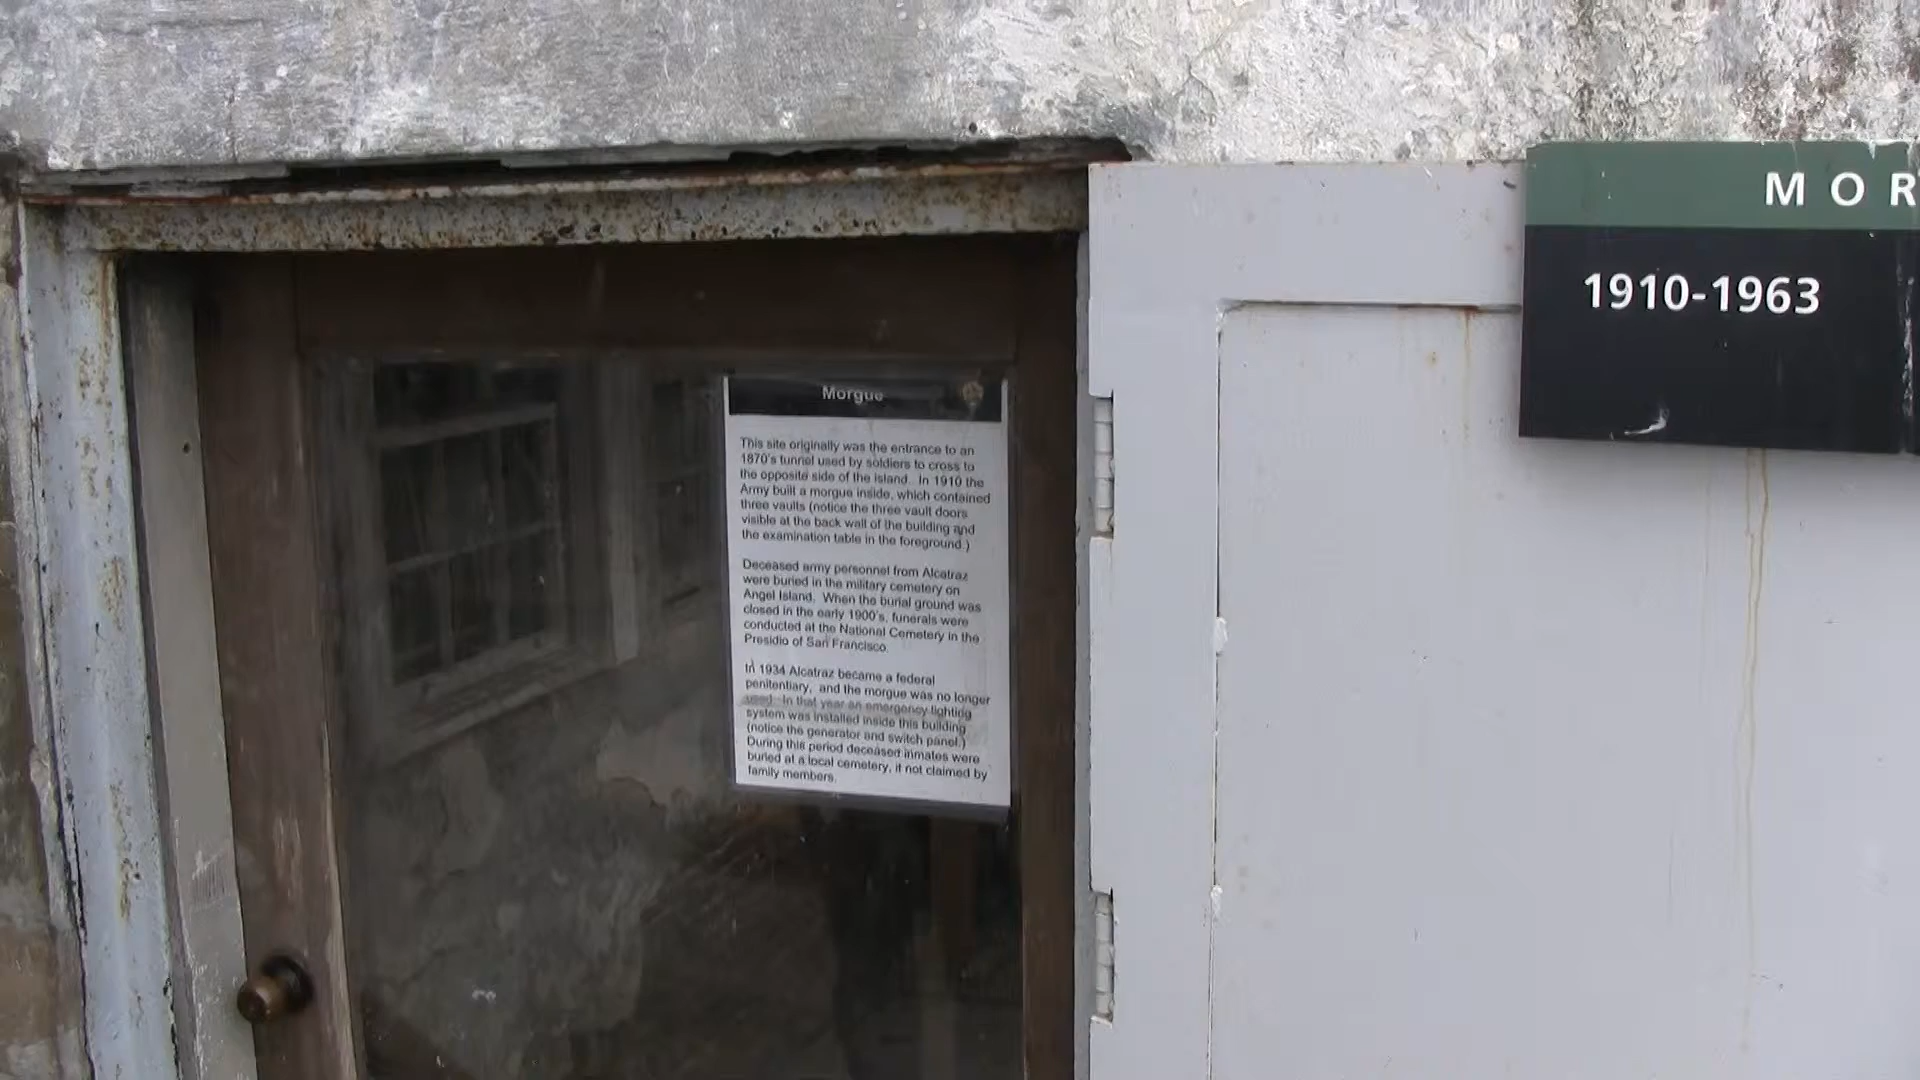 MOR
1910-1963
Morgue
This site originally was the entrance to an
1870's tunnel used by soldiers to cross to
the opposite side of the island. In 1910 the
Army built a morgue inside, which contained
three vaults (notice the three vault doors
visible at the back wall of the building and
the examination table in the foreground.)
Deceased army personnel from Alcatraz
were buried in the military cemetery on
Angel Island. When the burial ground was
closed in the early 1900's, funerals were
conducted at the National Cemetery in the
Presidio of San Francisco.
In 1934 Alcatraz became a federal
penitentiary, and the morgue was no longer
used. In that year an emergency lighting
system was installed inside this building
(notice the generator and switch panel.)
During this period deceased inmates were
buried at a local cemetery, if not claimed by
family members.